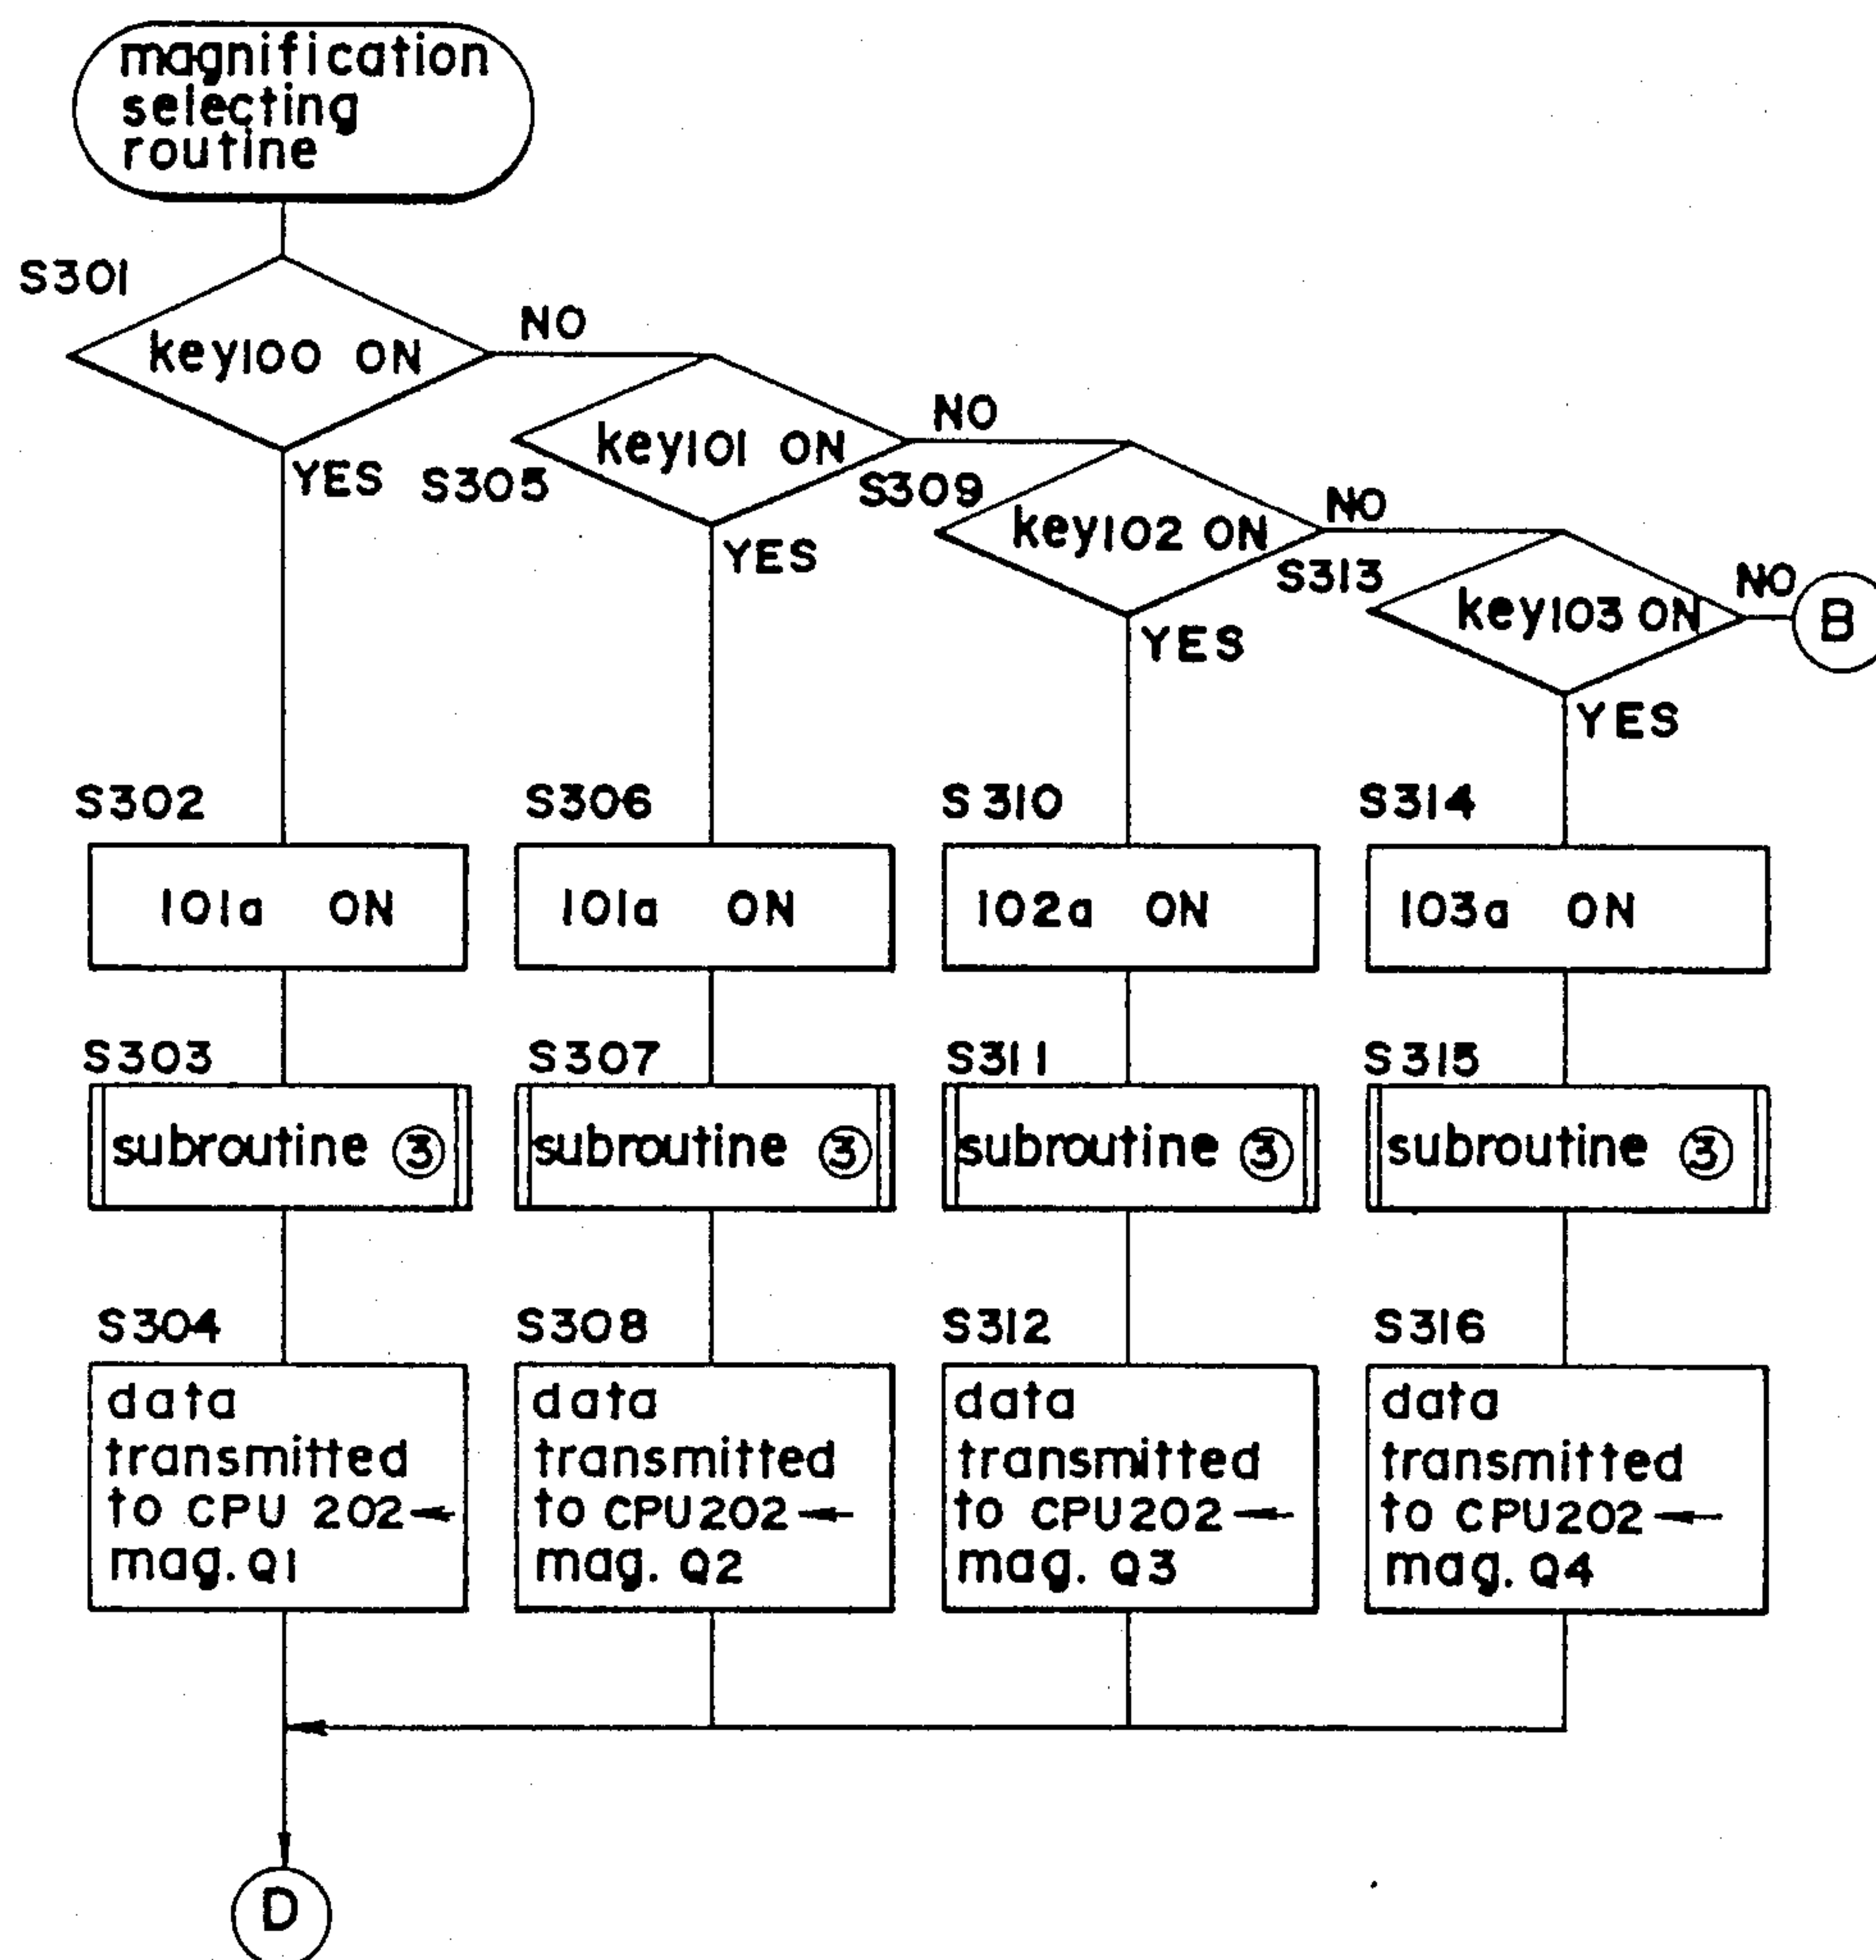 magnification
selecting
routine
S301
key100 ON
NO
YES
S305
key101 ON
NO
YES
S309
key102 ON
NO
YES
S313
key103 ON
NO
B
YES
S302
S306
S310
S314
101a ON
101a ON
102a ON
103a ON
S303
S307
S311
S315
subroutine ③
subroutine ③
subroutine ③
subroutine ③
S304
data
transmitted
to CPU 202←
mag. Q1
S308
data
transmitted
to CPU202←
mag. Q2
S312
data
transmitted
to CPU202←
mag. Q3
S316
data
transmitted
to CPU202←
mag. Q4
D